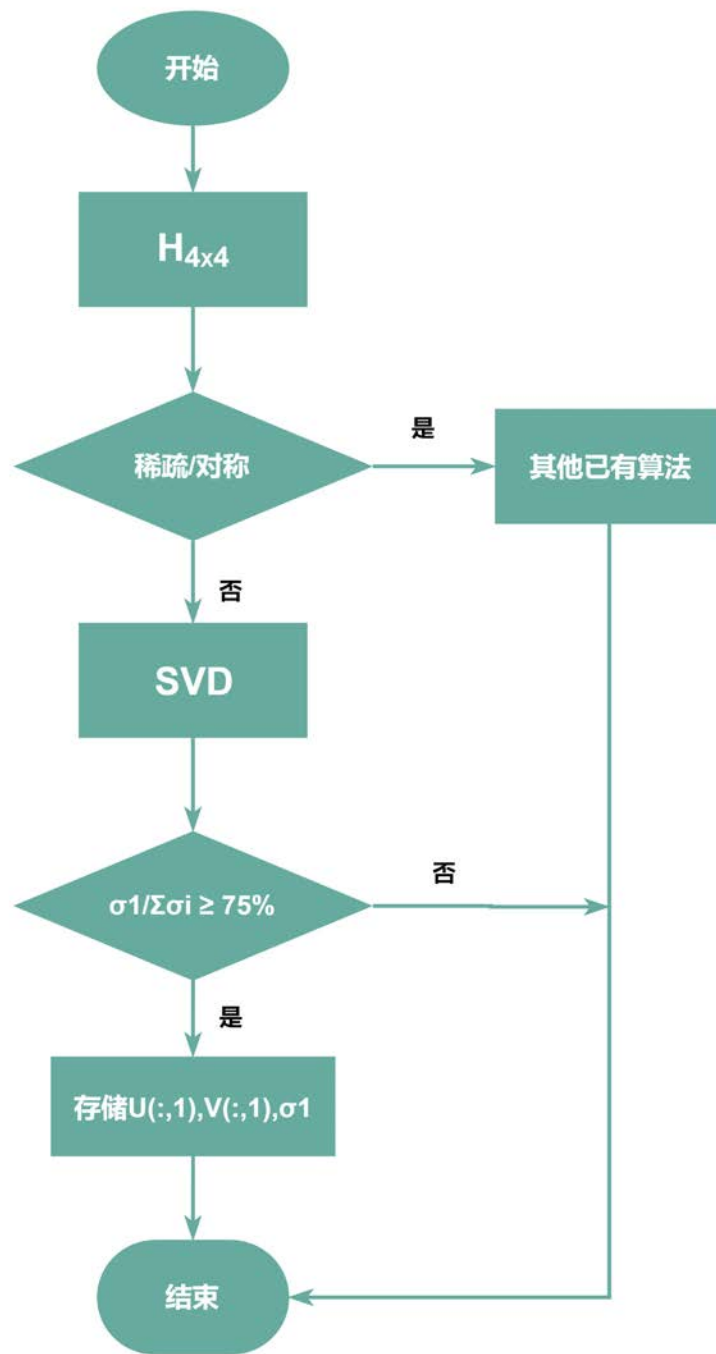 开始
H₄ₓ₄
稀疏/对称
是
其他已有算法
否
SVD
σ1/Σσi ≥ 75%
否
是
存储U(:,1),V(:,1),σ1
结束